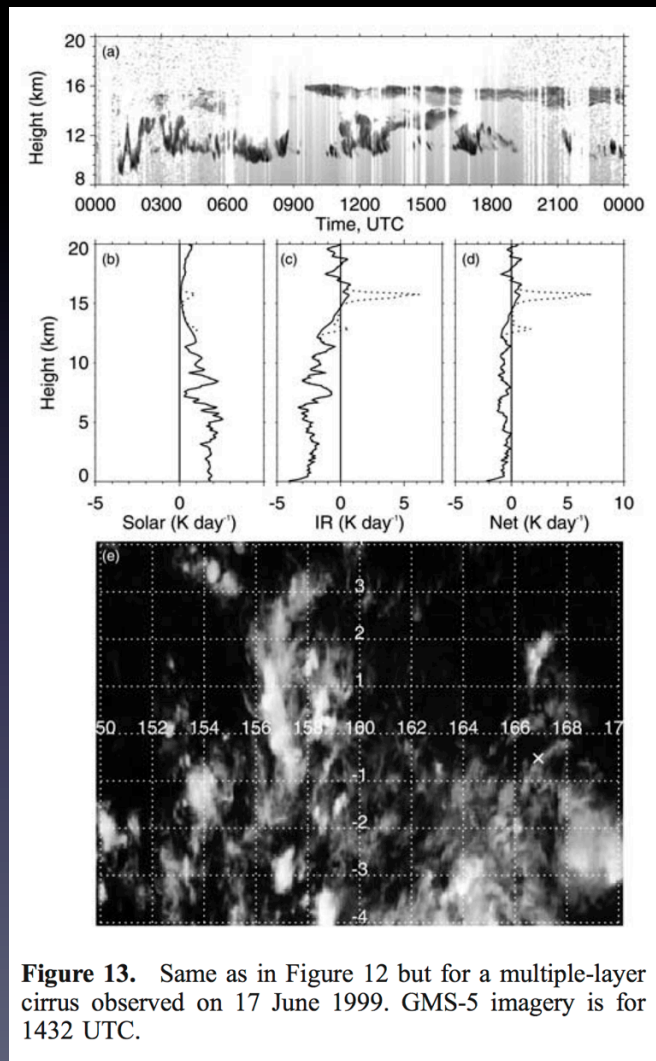 20
(a)
16
12
8
Height (km)
0000 0300 0600 0900 1200 1500 1800 2100 0000
Time, UTC
20
15
10
5
0
Height (km)
(b)
(c)
(d)
-5 0
-5 0 5
-5 0 5 10
Solar (K day⁻¹)
IR (K day⁻¹)
Net (K day⁻¹)
(e)
3
2
1
50 152 154 156 158 160 162 164 166 168 17
-1
-2
-3
-4
Figure 13. Same as in Figure 12 but for a multiple-layer
cirrus observed on 17 June 1999. GMS-5 imagery is for
1432 UTC.